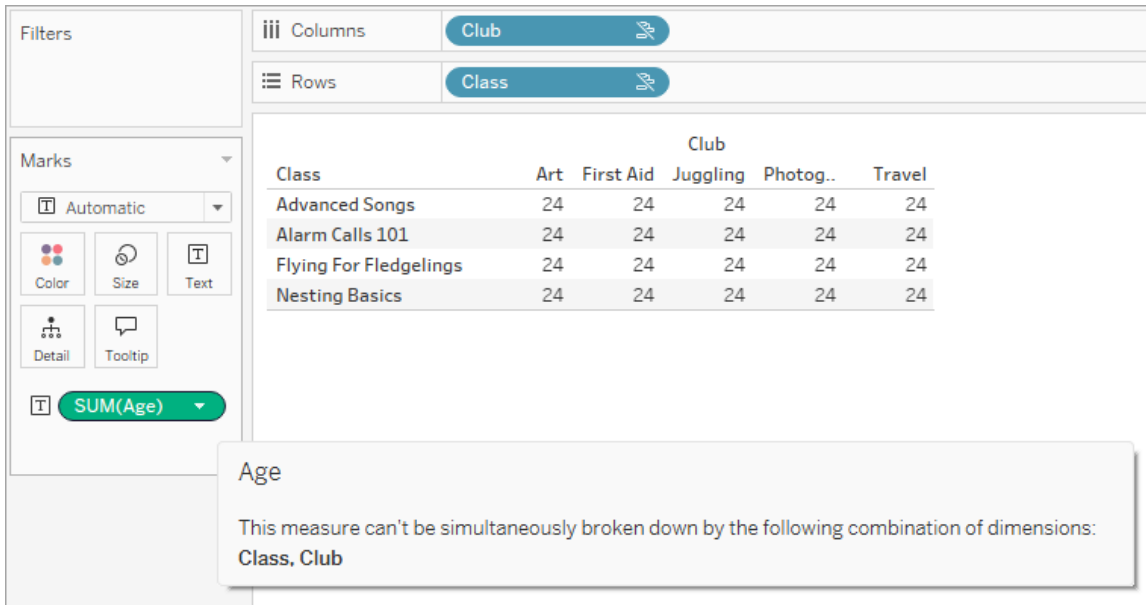 Filters
Columns
Club
Rows
Class
Marks
Automatic
Color
Size
Text
Detail
Tooltip
SUM(Age)
Club
Class Art First Aid Juggling Photog.. Travel
Advanced Songs 24 24 24 24 24
Alarm Calls 101 24 24 24 24 24
Flying For Fledgelings 24 24 24 24 24
Nesting Basics 24 24 24 24 24
Age
This measure can't be simultaneously broken down by the following combination of dimensions:
Class, Club